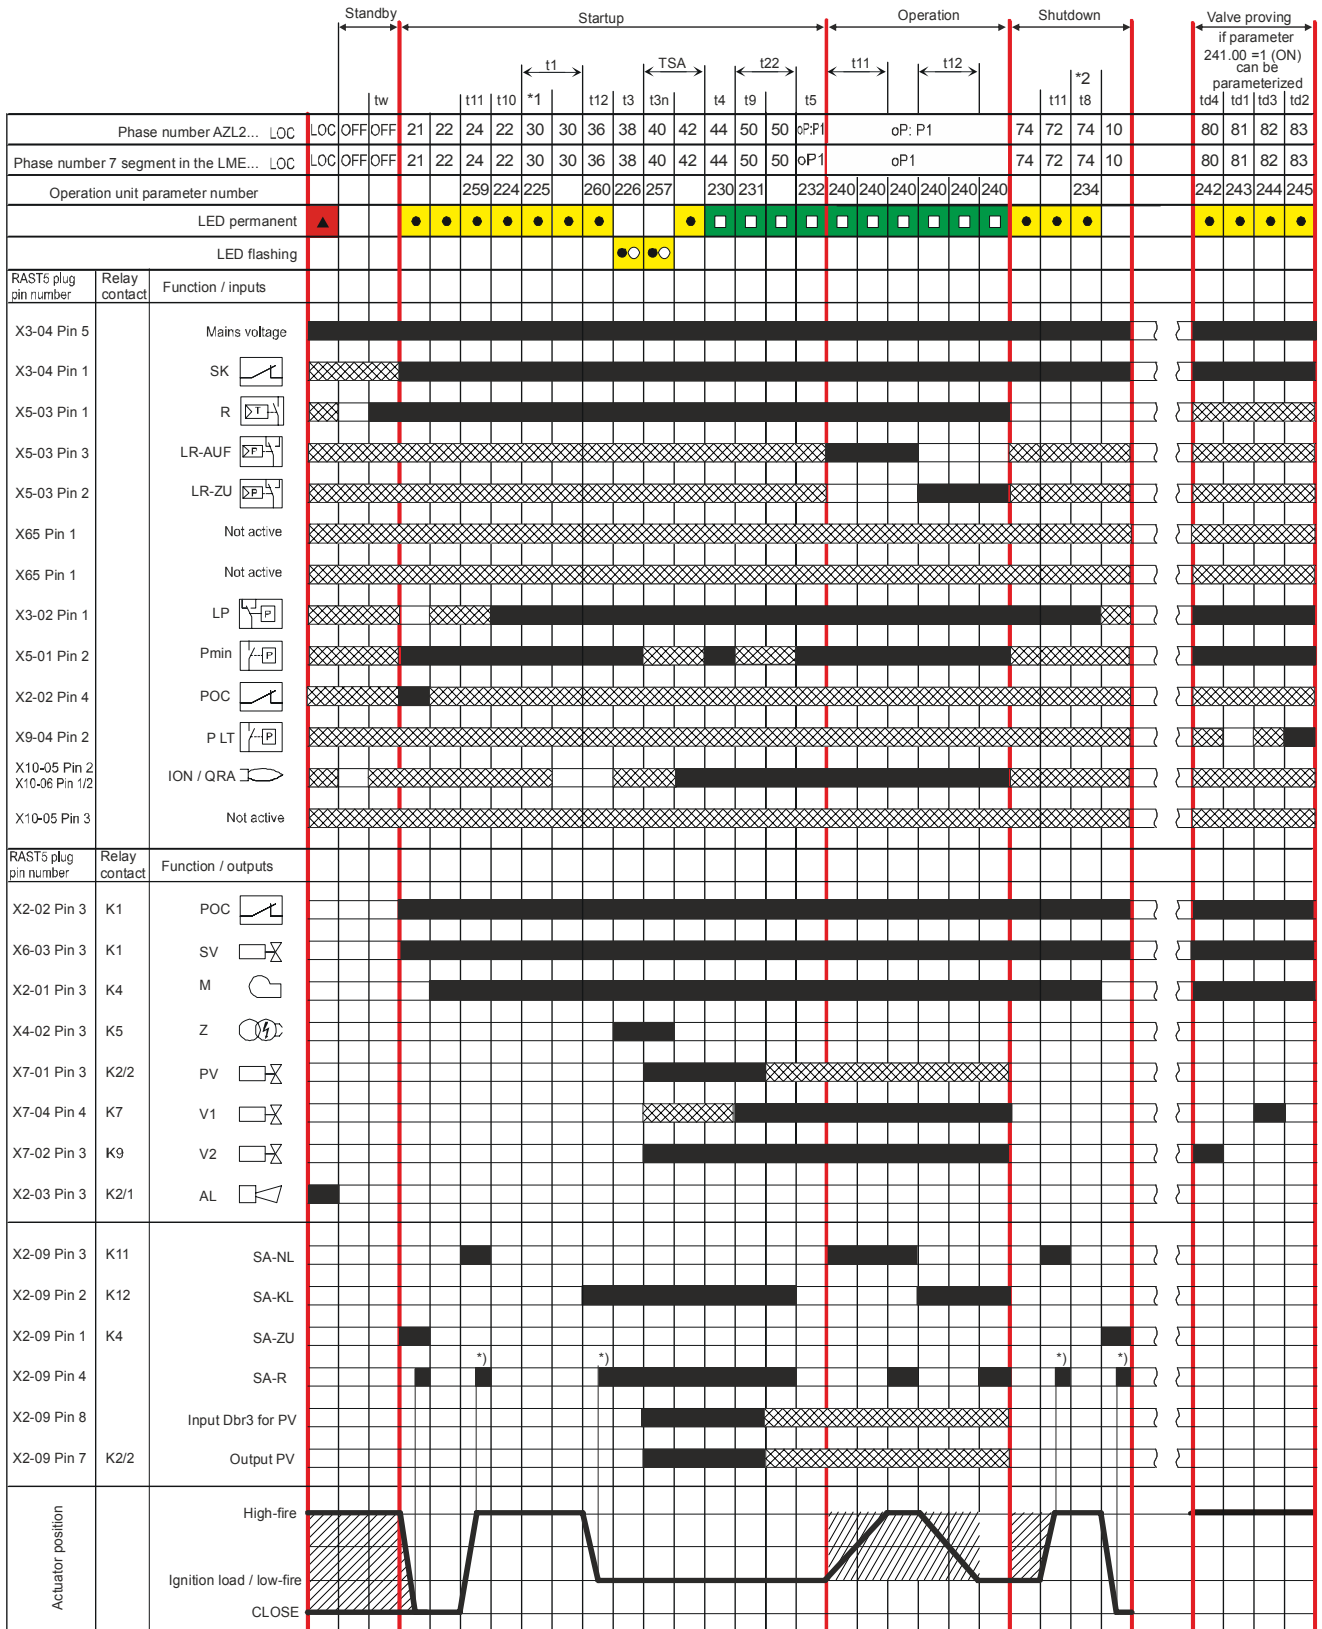 Standby Startup Operation Shutdown Valve proving
if parameter
241.00 =1 (ON)
can be
parameterized
t1 TSA t22 t11 t12
*2
tw t11 t10 *1 t12 t3 t3n t4 t9 t5 t11 t8 td4 td1 td3 td2
Phase number AZL2... LOC LOC OFF OFF 21 22 24 22 30 30 36 38 40 42 44 50 50 oP:P1 oP: P1 74 72 74 10 80 81 82 83
Phase number 7 segment in the LME... LOC LOC OFF OFF 21 22 24 22 30 30 36 38 40 42 44 50 50 oP1 oP1 74 72 74 10 80 81 82 83
Operation unit parameter number 259 224 225 260 226 257 230 231 232 240 240 240 240 240 240 234 242 243 244 245
LED permanent
LED flashing
RAST5 plug Relay
pin number contact Function / inputs
X3-04 Pin 5 Mains voltage
X3-04 Pin 1 SK
X5-03 Pin 1 R T
X5-03 Pin 3 LR-AUF P
X5-03 Pin 2 LR-ZU P
X65 Pin 1 Not active
X65 Pin 1 Not active
X3-02 Pin 1 LP P
X5-01 Pin 2 Pmin P
X2-02 Pin 4 POC
X9-04 Pin 2 P LT P
X10-05 Pin 2
X10-06 Pin 1/2 ION / QRA
X10-05 Pin 3 Not active
RAST5 plug Relay
pin number contact Function / outputs
X2-02 Pin 3 K1 POC
X6-03 Pin 3 K1 SV
X2-01 Pin 3 K4 M
X4-02 Pin 3 K5 Z
X7-01 Pin 3 K2/2 PV
X7-04 Pin 4 K7 V1
X7-02 Pin 3 K9 V2
X2-03 Pin 3 K2/1 AL
X2-09 Pin 3 K11 SA-NL
X2-09 Pin 2 K12 SA-KL
X2-09 Pin 1 K4 SA-ZU
*) *) *) *)
X2-09 Pin 4 SA-R
X2-09 Pin 8 Input Dbr3 for PV
X2-09 Pin 7 K2/2 Output PV
Actuator position
High-fire
Ignition load / low-fire
CLOSE